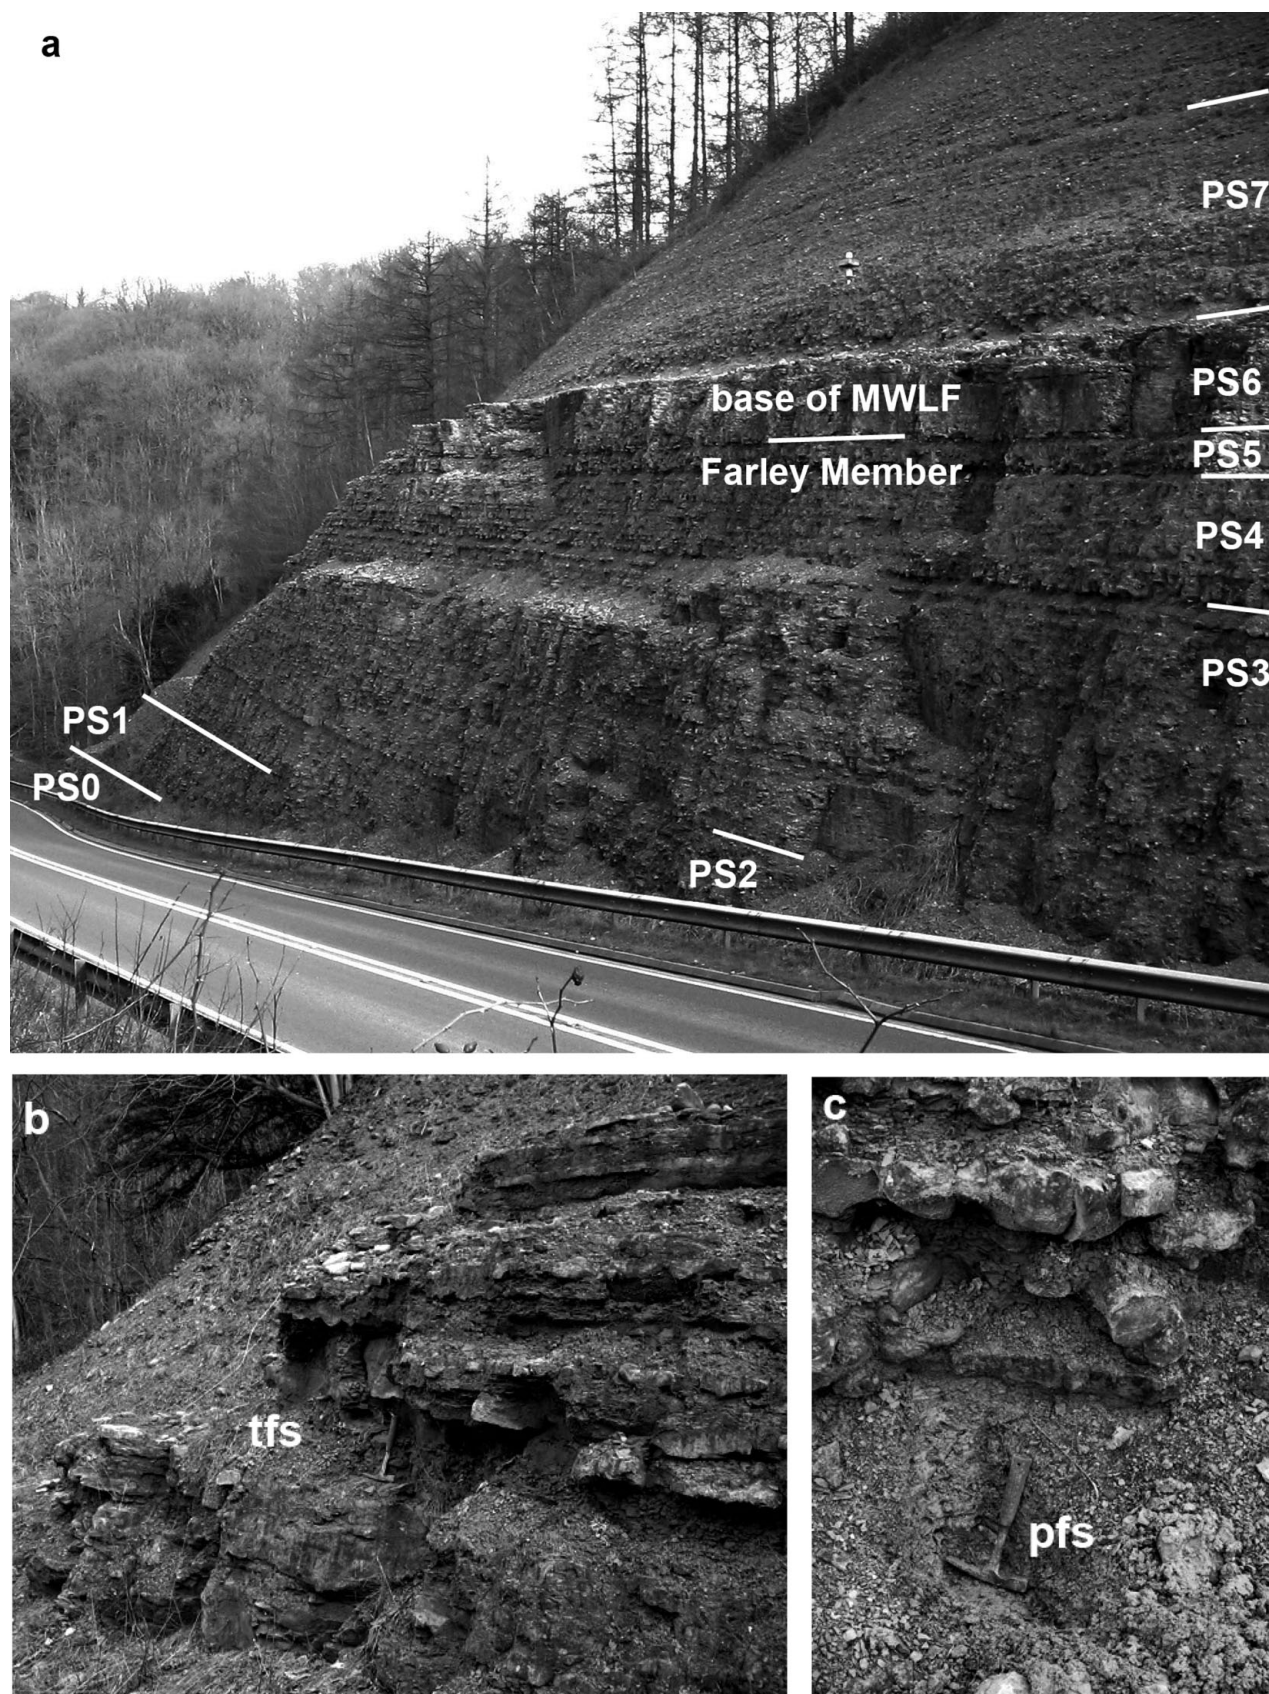 a
PS7
PS6
base of MWLF
PS5
Farley Member
PS4
PS3
PS1
PS0
PS2
b
c
tfs
pfs